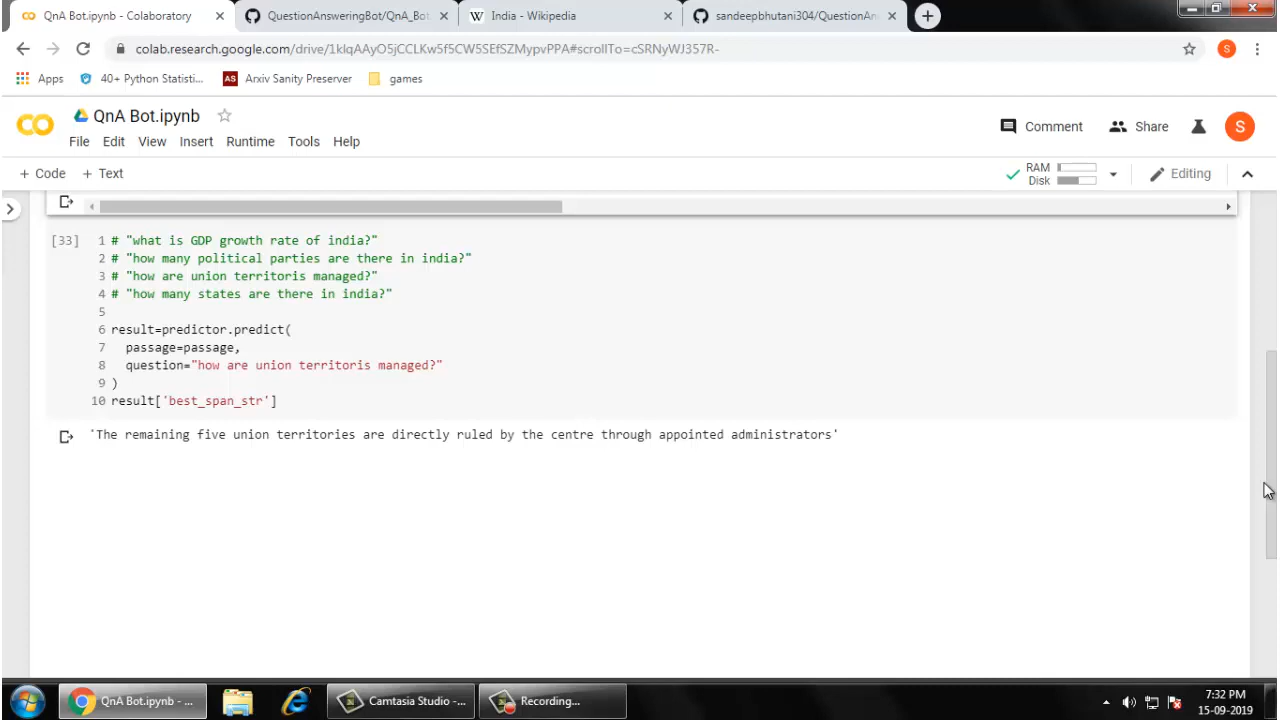 QnA Bot.ipynb - Colaboratory
QuestionAnsweringBot/QnA_Bot.
India - Wikipedia
sandeepbhutani304/QuestionAn
colab.research.google.com/drive/1klqAAyO5jCCLKw5f5CW5SEfSZMypvPPA#scrollTo=cSRNyWJ357R-
S
Apps
40+ Python Statisti...
AS
Arxiv Sanity Preserver
games
CO
QnA Bot.ipynb
Comment
Share
S
File Edit View Insert Runtime Tools Help
+ Code + Text
RAM
Disk
Editing
[33] 1 # "what is GDP growth rate of india?"
2 # "how many political parties are there in india?"
3 # "how are union territoris managed?"
4 # "how many states are there in india?"
5
6 result=predictor.predict(
7 passage=passage,
8 question="how are union territoris managed?"
9 )
10 result['best_span_str']
'The remaining five union territories are directly ruled by the centre through appointed administrators'
QnA Bot.ipynb - ...
Camtasia Studio -...
Recording...
7:32 PM
15-09-2019